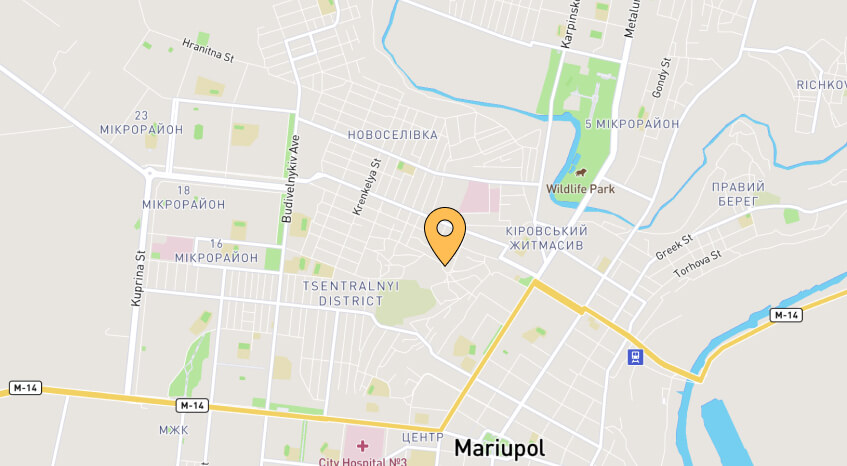 Karpinsk
Metalur
Hranitna St
Gondy St
RICHKOV
23
МІКРОРАЙОН
НОВОСЕЛІВКА
5 МІКРОРАЙОН
Budivelnykiv Ave
Krenkelya St
Wildlife Park
18
МІКРОРАЙОН
ПРАВИЙ
БЕРЕГ
КІРОВСЬКИЙ
ЖИТМАСИВ
16
МІКРОРАЙОН
Greek St
Torhova St
Kuprina St
TSENTRALNYI
DISTRICT
M-14
M-14
M-14
МЖК
ЦЕНТР
Mariupol
City Hospital №3